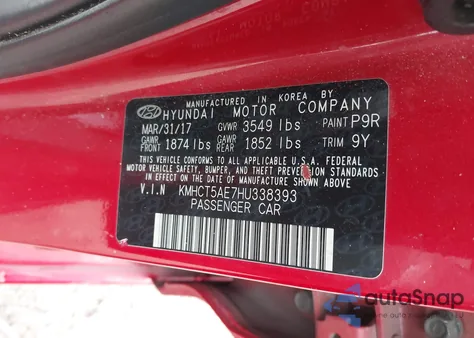 MANUFACTURED IN KOREA BY
HYUNDAI MOTOR COMPANY
MAR/31/17 GVWR 3549 lbs PAINT P9R
GAWR FRONT 1874 lbs GAWR REAR 1852 lbs TRIM 9Y
THIS VEHICLE CONFORMS TO ALL APPLICABLE U.S.A. FEDERAL
MOTOR VEHICLE SAFETY, BUMPER, AND THEFT PREVENTION STANDARDS
IN EFFECT ON THE DATE OF MANUFACTURE SHOWN ABOVE
V.I.N KMHCT5AE7HU338393
PASSENGER CAR
autoSnap